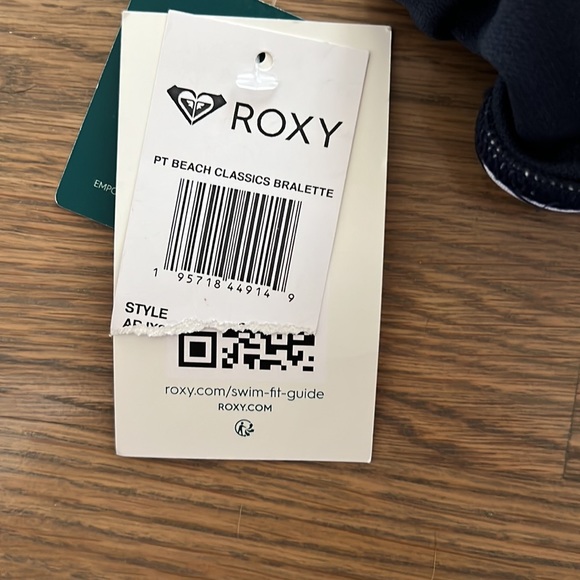 ROXY
PT BEACH CLASSICS BRALETTE
1 95718 44914 9
STYLE
roxy.com/swim-fit-guide
ROXY.COM